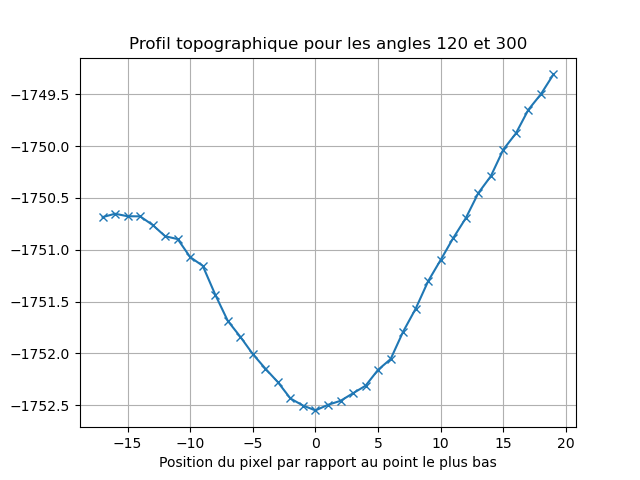 Profil topographique pour les angles 120 et 300
−1749.5
−1750.0
−1750.5
−1751.0
−1751.5
−1752.0
−1752.5
−15 −10 −5 0 5 10 15 20
Position du pixel par rapport au point le plus bas